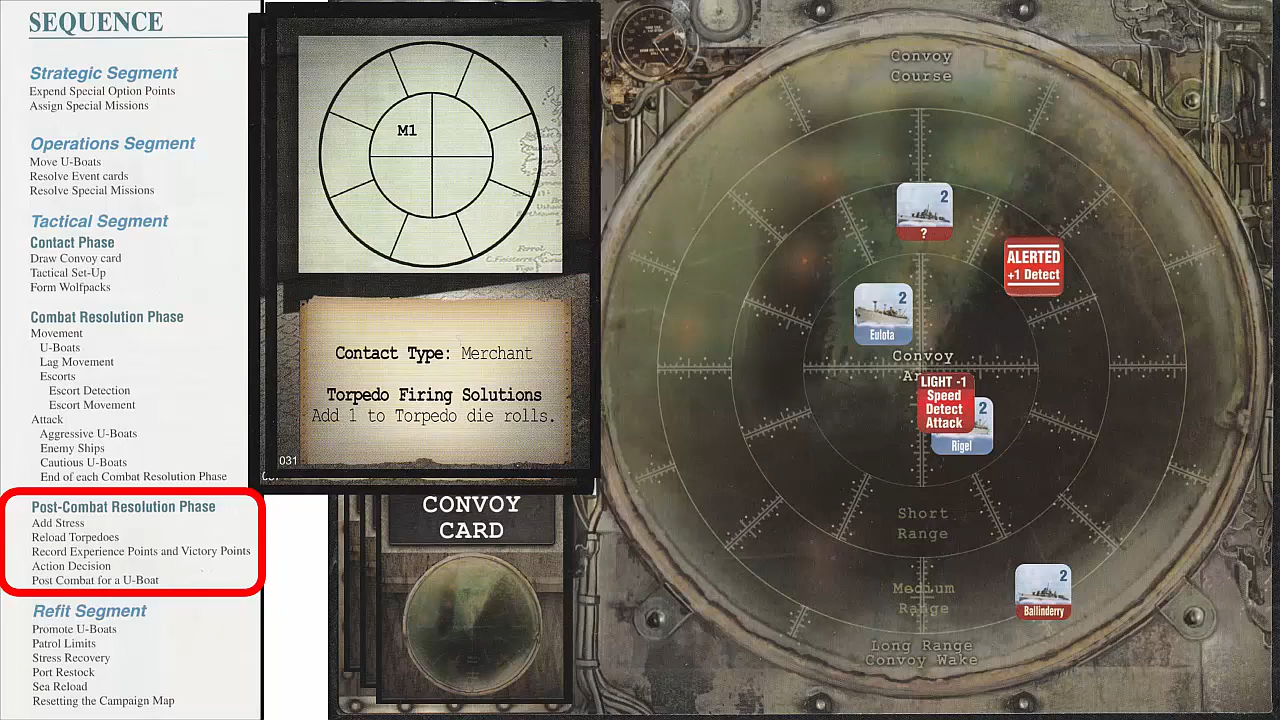 SEQUENCE
Strategic Segment
Expend Special Option Points
Assign Special Missions
Operations Segment
Move U-Boats
Resolve Event cards
Resolve Special Missions
Tactical Segment
Contact Phase
Draw Convoy card
Tactical Set-Up
Form Wolfpacks
Combat Resolution Phase
Movement
U-Boats
Lag Movement
Escorts
Escort Detection
Escort Movement
Attack
Aggressive U-Boats
Enemy Ships
Cautious U-Boats
End of each Combat Resolution Phase
Post-Combat Resolution Phase
Add Stress
Reload Torpedoes
Record Experience Points and Victory Points
Action Decision
Post Combat for a U-Boat
Refit Segment
Promote U-Boats
Patrol Limits
Stress Recovery
Port Restock
Sea Reload
Resetting the Campaign Map
M1
Contact Type: Merchant
Torpedo Firing Solutions
Add 1 to Torpedo die rolls.
031
CONVOY
CARD
Convoy
Course
2
?
ALERTED
+1 Detect
2
Eulota
Convoy
LIGHT -1
Speed
Detect
Attack
2
Rigel
Short
Range
Medium
Range
2
Ballinderry
Long Range
Convoy Wake